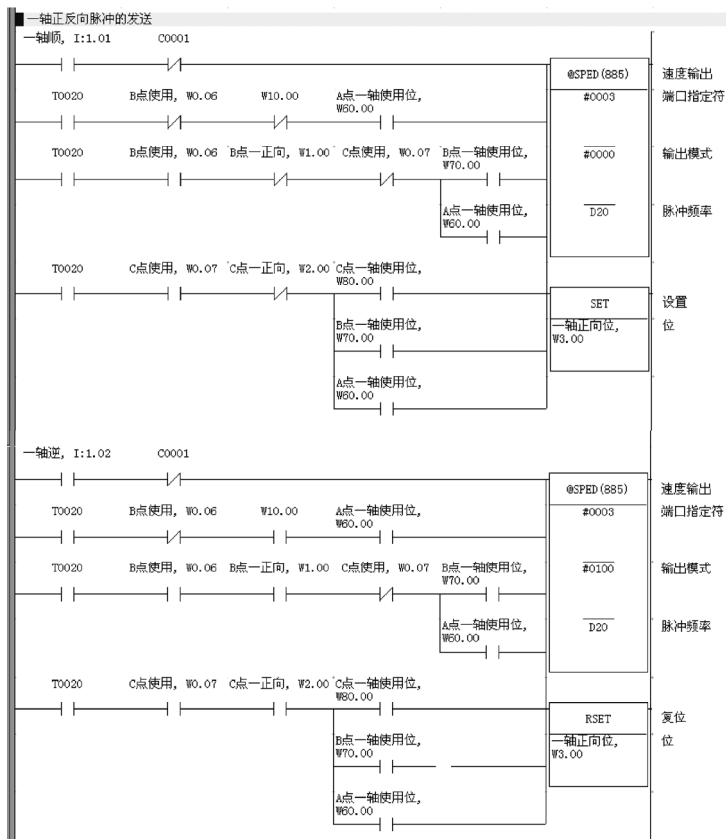 一轴正反向脉冲的发送
一轴顺, I:1.01 C0001
@SPED(885) 速度输出
T0020 B点使用, W0.06 W10.00 A点一轴使用位, W60.00
#0003 端口指定符
T0020 B点使用, W0.06 B点一正向, W1.00 C点使用, W0.07 B点一轴使用位, W70.00
#0000 输出模式
A点一轴使用位, W60.00
D20 脉冲频率
T0020 C点使用, W0.07 C点一正向, W2.00 C点一轴使用位, W80.00
SET 设置
B点一轴使用位, W70.00
一轴正向位, W3.00 位
A点一轴使用位, W60.00
一轴逆, I:1.02 C0001
@SPED(885) 速度输出
T0020 B点使用, W0.06 W10.00 A点一轴使用位, W60.00
#0003 端口指定符
T0020 B点使用, W0.06 B点一正向, W1.00 C点使用, W0.07 B点一轴使用位, W70.00
#0100 输出模式
A点一轴使用位, W60.00
D20 脉冲频率
T0020 C点使用, W0.07 C点一正向, W2.00 C点一轴使用位, W80.00
RSET 复位
B点一轴使用位, W70.00
一轴正向位, W3.00 位
A点一轴使用位, W60.00